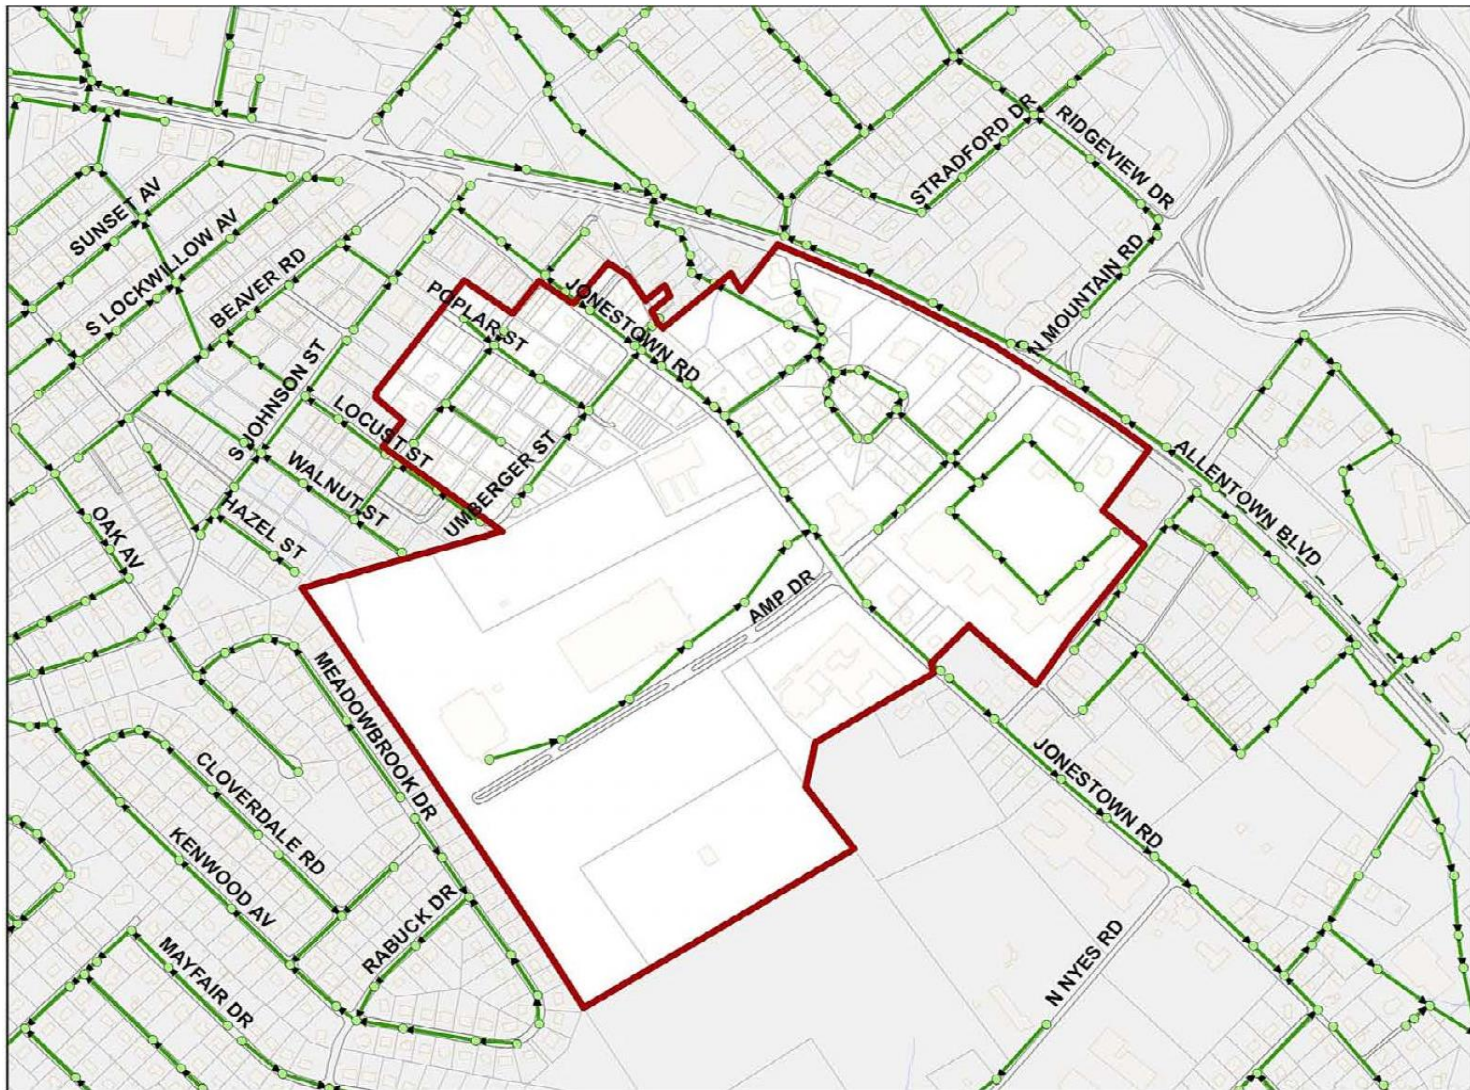 STRADFORD DR
RIDGEVIEW DR
SUNSET AV
S LOCKWILLOW AV
BEAVER RD
N MOUNTAIN RD
POPLAR ST
JONESTOWN RD
S JOHNSON ST
LOCUST ST
WALNUT ST
UMBERGER ST
HAZEL ST
OAK AV
ALLENTOWN BLVD
AMP DR
MEADOWBROOK DR
CLOVERDALE RD
JONESTOWN RD
KENWOOD AV
RABUCK DR
MAYFAIR DR
N NYES RD